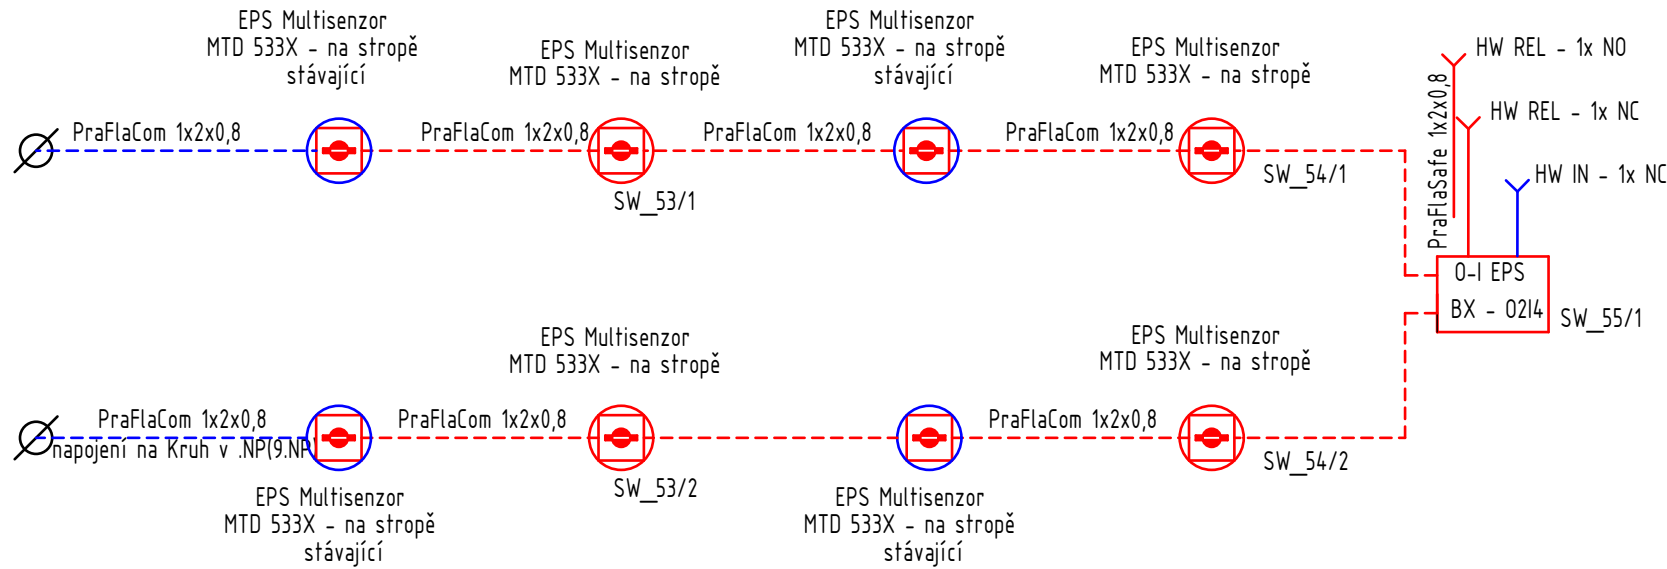 EPS Multisenzor
MTD 533X - na stropě
stávající
EPS Multisenzor
MTD 533X - na stropě
EPS Multisenzor
MTD 533X - na stropě
stávající
EPS Multisenzor
MTD 533X - na stropě
HW REL - 1x NO
HW REL - 1x NC
HW IN - 1x NC
PraFlaSafe 1x2x0,8
PraFlaCom 1x2x0,8
PraFlaCom 1x2x0,8
PraFlaCom 1x2x0,8
PraFlaCom 1x2x0,8
SW_53/1
SW_54/1
O-I EPS
BX - O2I4
SW_55/1
EPS Multisenzor
MTD 533X - na stropě
EPS Multisenzor
MTD 533X - na stropě
PraFlaCom 1x2x0,8
PraFlaCom 1x2x0,8
PraFlaCom 1x2x0,8
napojení na Kruh v .NP(9.NP)
SW_53/2
SW_54/2
EPS Multisenzor
MTD 533X - na stropě
stávající
EPS Multisenzor
MTD 533X - na stropě
stávající